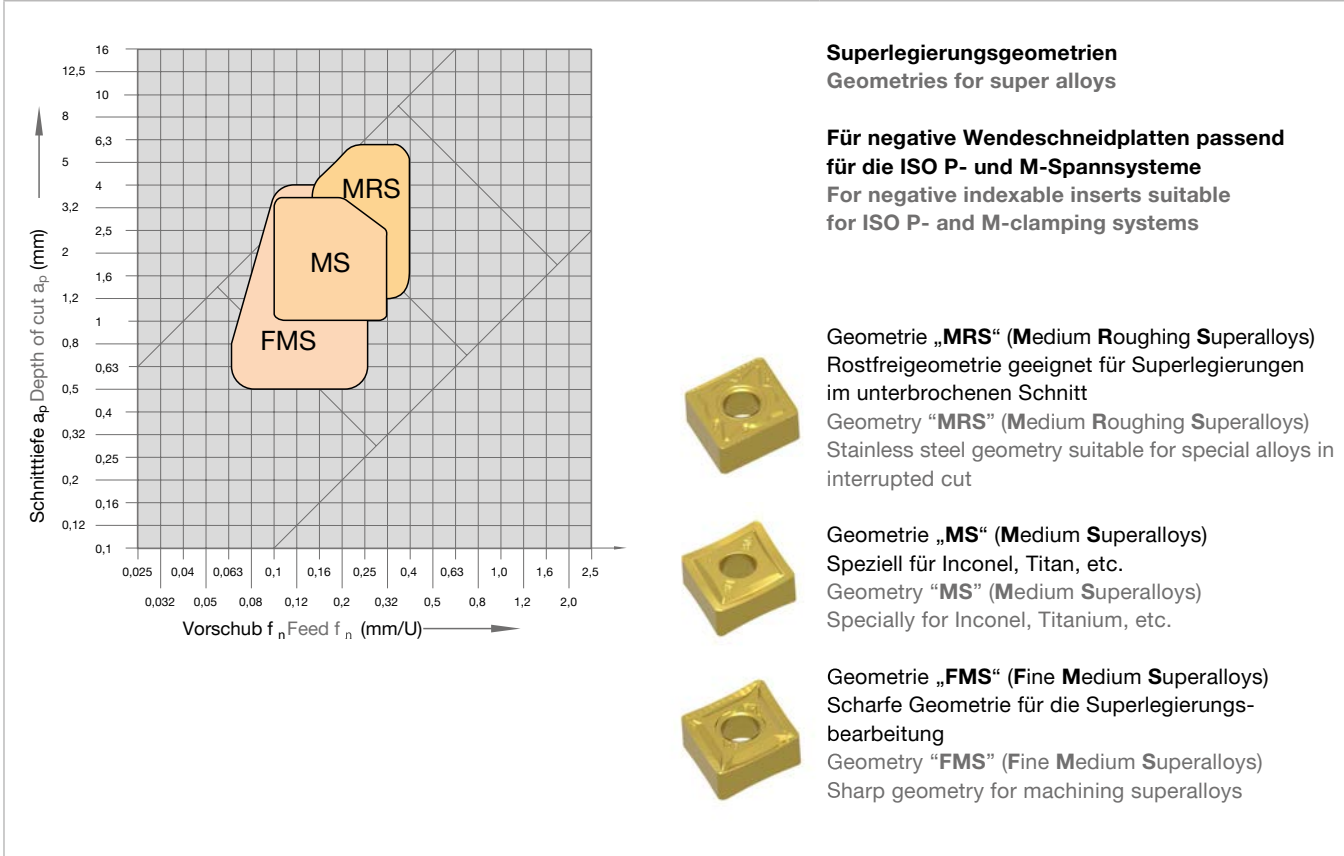 16
12,5
10
8
6,3
5
4
3,2
2,5
2
1,6
1,2
1
0,8
0,63
0,5
0,4
0,32
0,25
0,2
0,16
0,12
0,1
Schnitttiefe ap Depth of cut ap (mm)
MRS
MS
FMS
0,025 0,04 0,063 0,1 0,16 0,25 0,4 0,63 1,0 1,6 2,5
0,032 0,05 0,08 0,12 0,2 0,32 0,5 0,8 1,2 2,0
Vorschub f n Feed f n (mm/U)
Superlegierungsgeometrien
Geometries for super alloys
Für negative Wendeschneidplatten passend
für die ISO P- und M-Spannsysteme
For negative indexable inserts suitable
for ISO P- and M-clamping systems
Geometrie „MRS“ (Medium Roughing Superalloys)
Rostfreigeometrie geeignet für Superlegierungen
im unterbrochenen Schnitt
Geometry “MRS” (Medium Roughing Superalloys)
Stainless steel geometry suitable for special alloys in
interrupted cut
Geometrie „MS“ (Medium Superalloys)
Speziell für Inconel, Titan, etc.
Geometry “MS” (Medium Superalloys)
Specially for Inconel, Titanium, etc.
Geometrie „FMS“ (Fine Medium Superalloys)
Scharfe Geometrie für die Superlegierungs-
bearbeitung
Geometry “FMS” (Fine Medium Superalloys)
Sharp geometry for machining superalloys